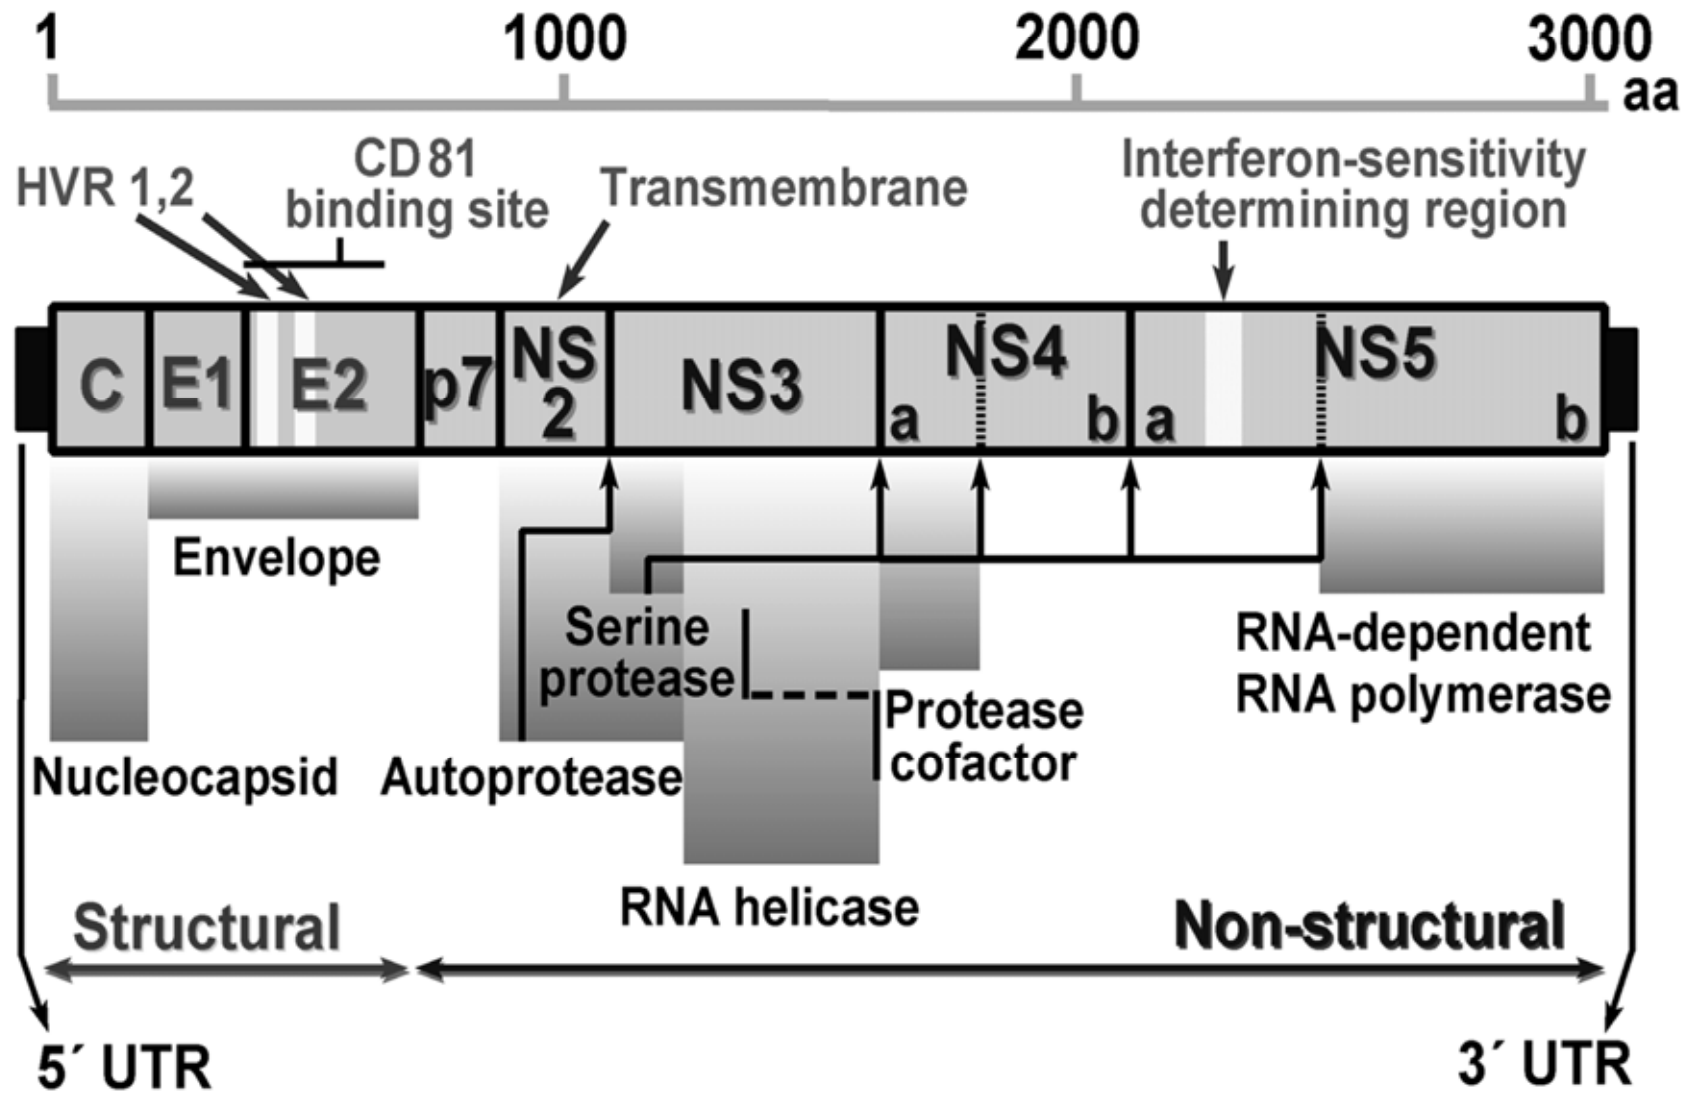 1 1000 2000 3000
aa
HVR 1,2
CD81
binding site
Transmembrane
Interferon-sensitivity
determining region
C E1 E2 p7 NS
2 NS3 NS4 NS5
a b a b
Envelope
Serine
protease
Protease
cofactor
RNA-dependent
RNA polymerase
Nucleocapsid
Autoprotease
RNA helicase
Structural
Non-structural
5´ UTR
3´ UTR